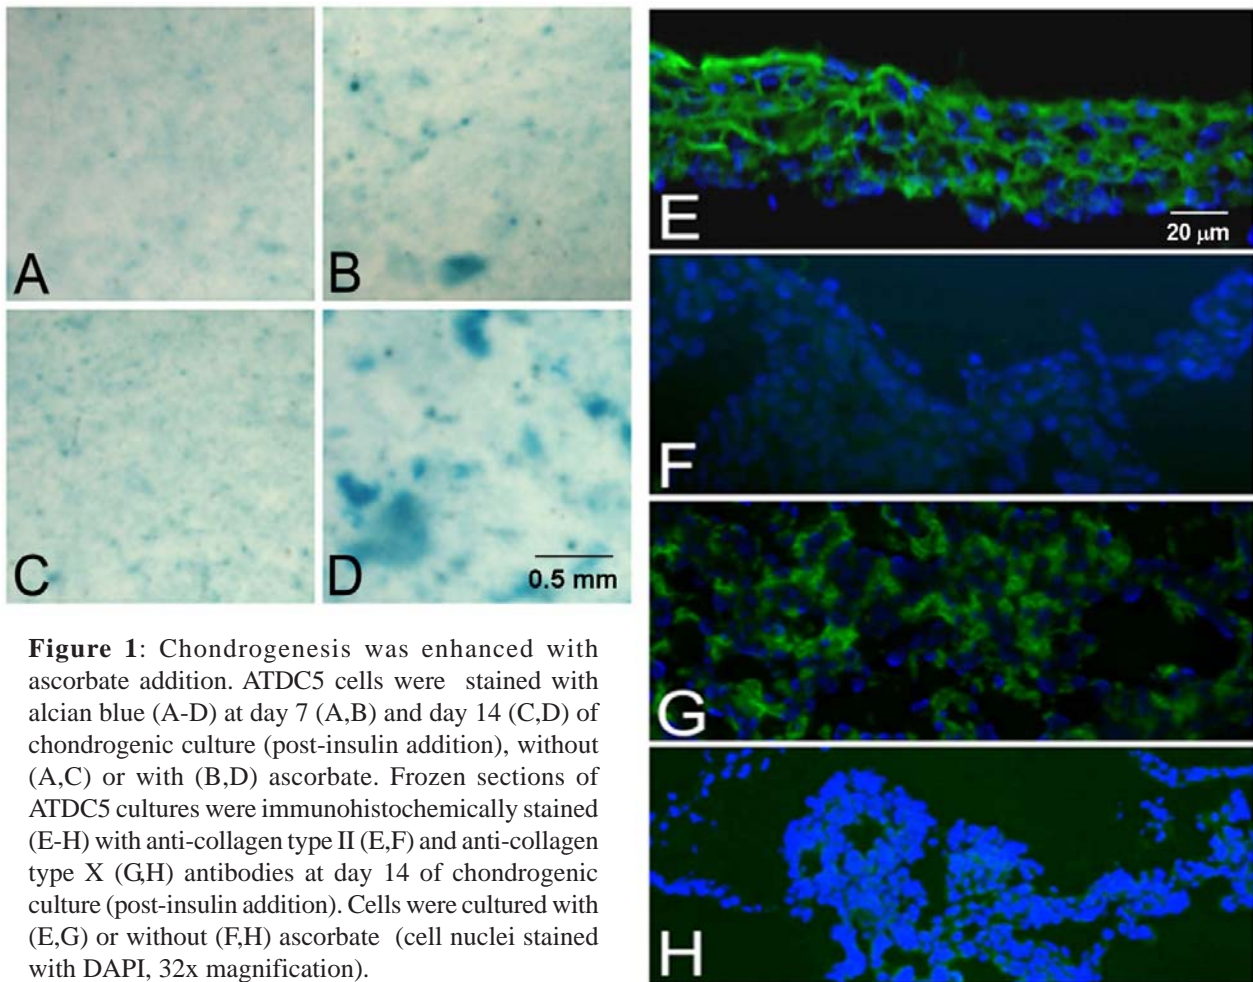 A
B
C
D
0.5 mm
E
20 μm
F
G
H
Figure 1: Chondrogenesis was enhanced with
ascorbate addition. ATDC5 cells were stained with
alcian blue (A-D) at day 7 (A,B) and day 14 (C,D) of
chondrogenic culture (post-insulin addition), without
(A,C) or with (B,D) ascorbate. Frozen sections of
ATDC5 cultures were immunohistochemically stained
(E-H) with anti-collagen type II (E,F) and anti-collagen
type X (G,H) antibodies at day 14 of chondrogenic
culture (post-insulin addition). Cells were cultured with
(E,G) or without (F,H) ascorbate (cell nuclei stained
with DAPI, 32x magnification).